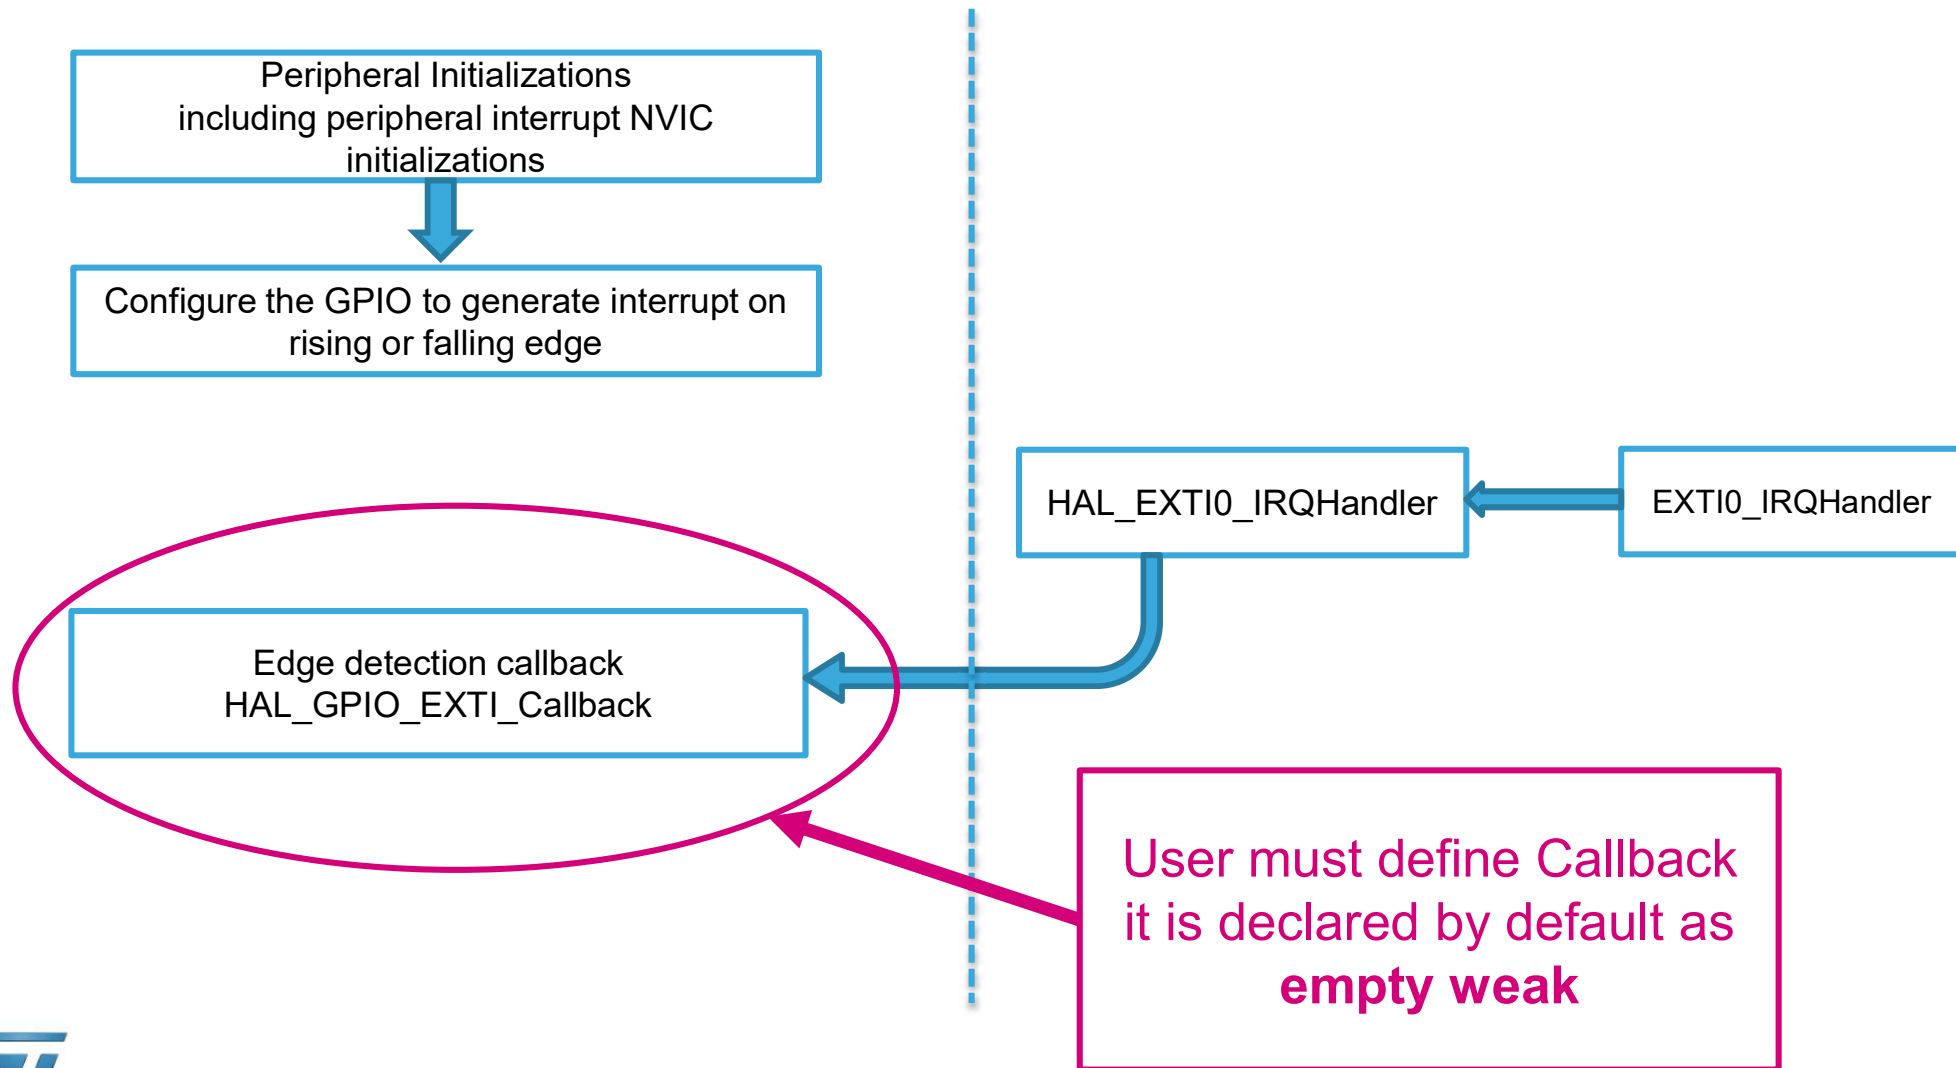 Peripheral Initializations
including peripheral interrupt NVIC
initializations
Configure the GPIO to generate interrupt on
rising or falling edge
HAL_EXTI0_IRQHandler
EXTI0_IRQHandler
Edge detection callback
HAL_GPIO_EXTI_Callback
User must define Callback
it is declared by default as
empty weak